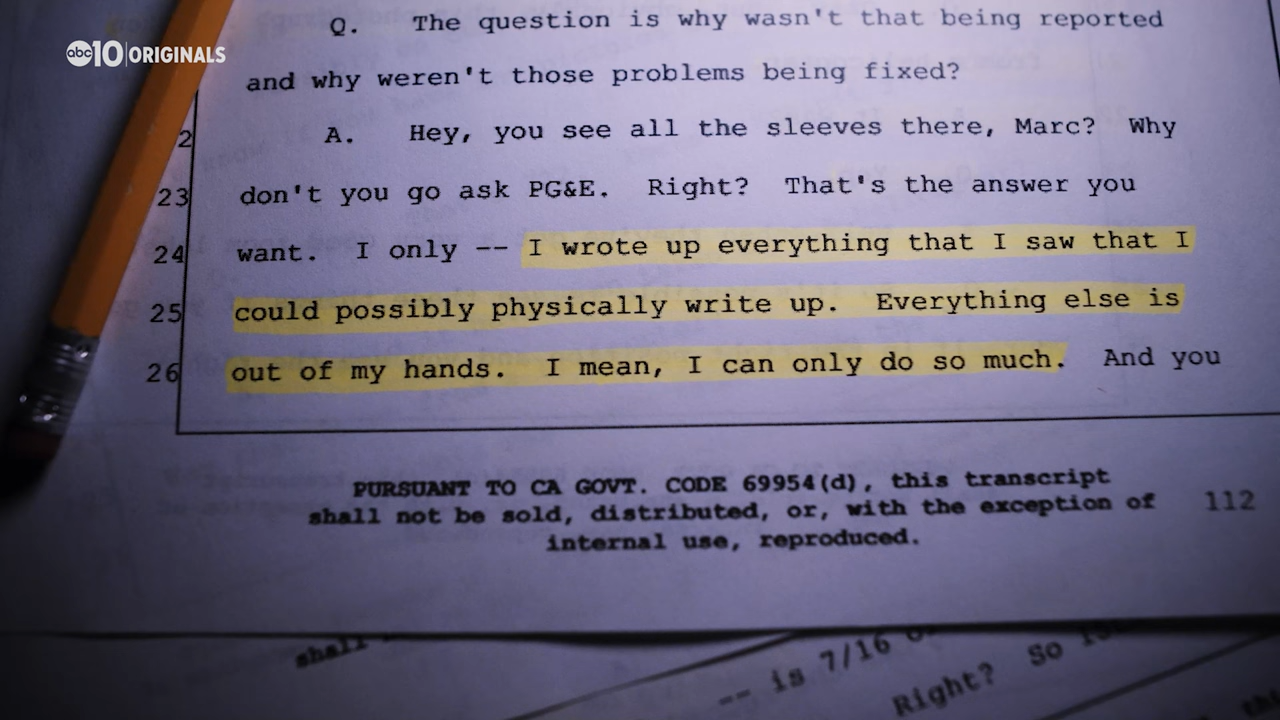 abc10 ORIGINALS
Q. The question is why wasn't that being reported
and why weren't those problems being fixed?
2 A. Hey, you see all the sleeves there, Marc? Why
23 don't you go ask PG&E. Right? That's the answer you
24 want. I only -- I wrote up everything that I saw that I
25 could possibly physically write up. Everything else is
26 out of my hands. I mean, I can only do so much. And you
PURSUANT TO CA GOVT. CODE 69954(d), this transcript
shall not be sold, distributed, or, with the exception of 112
internal use, reproduced.
shall
-- is 7/16
Right? So